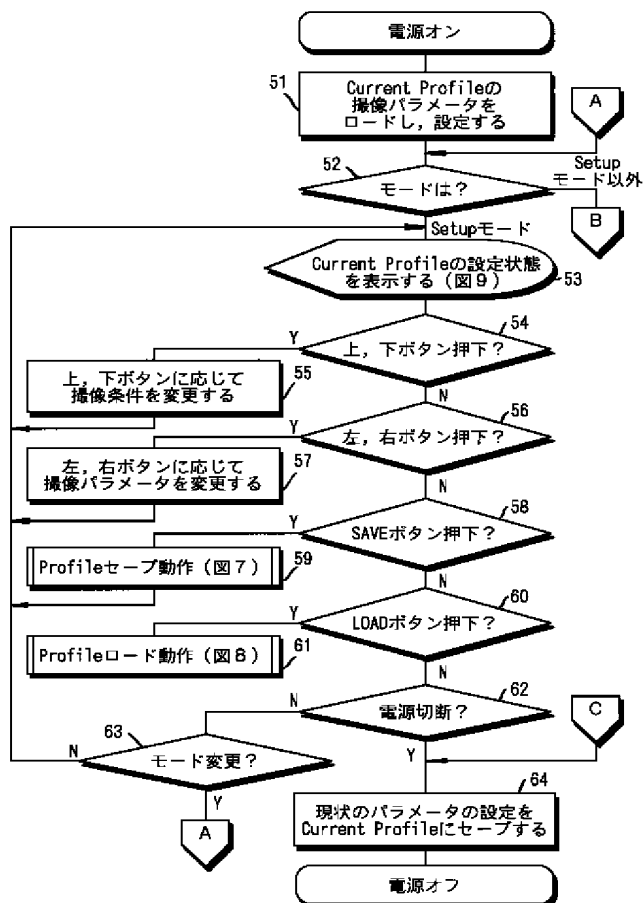 電源オン
51
Current Profileの
撮像パラメータを
ロードし，設定する
A
52
モードは？
Setup
モード以外
B
Setupモード
Current Profileの設定状態
を表示する（図９）
53
54
Y
上，下ボタン押下？
上，下ボタンに応じて
撮像条件を変更する
55
N
56
Y
左，右ボタン押下？
左，右ボタンに応じて
撮像パラメータを変更する
57
N
58
Y
SAVEボタン押下？
Profileセーブ動作（図７）
59
N
60
Y
LOADボタン押下？
Profileロード動作（図８）
61
N
62
N
電源切断？
C
63
N
モード変更？
Y
Y
64
A
現状のパラメータの設定を
Current Profileにセーブする
電源オフ